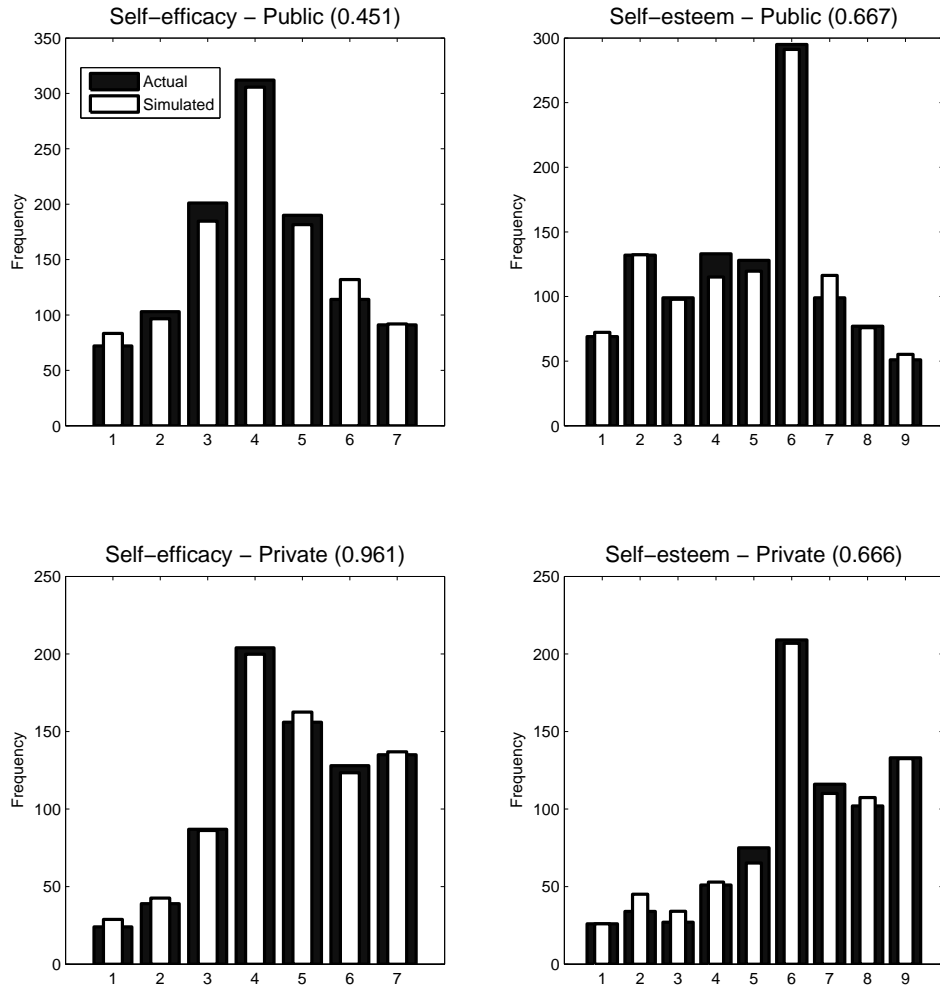 Self−efficacy − Public (0.451)
350
300
250
200
150
100
50
0
Frequency
Actual
Simulated
1 2 3 4 5 6 7
Self−esteem − Public (0.667)
300
250
200
150
100
50
0
Frequency
1 2 3 4 5 6 7 8 9
Self−efficacy − Private (0.961)
250
200
150
100
50
0
Frequency
1 2 3 4 5 6 7
Self−esteem − Private (0.666)
250
200
150
100
50
0
Frequency
1 2 3 4 5 6 7 8 9